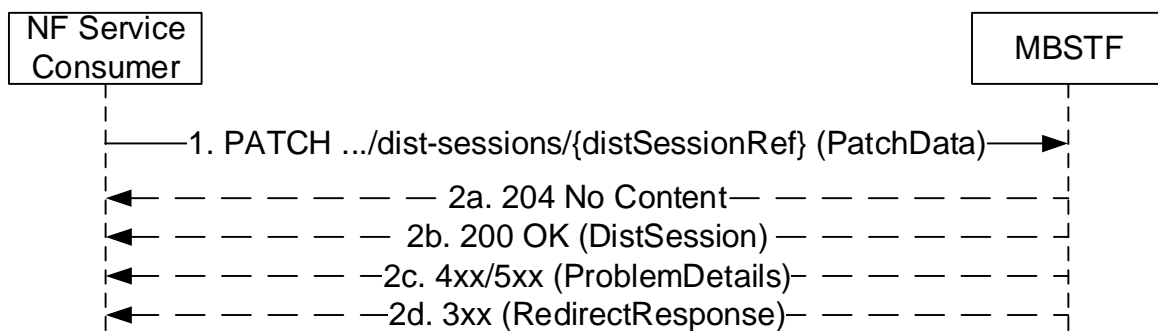 NF Service
Consumer
MBSTF
1. PATCH .../dist-sessions/{distSessionRef} (PatchData)
2a. 204 No Content
2b. 200 OK (DistSession)
2c. 4xx/5xx (ProblemDetails)
2d. 3xx (RedirectResponse)